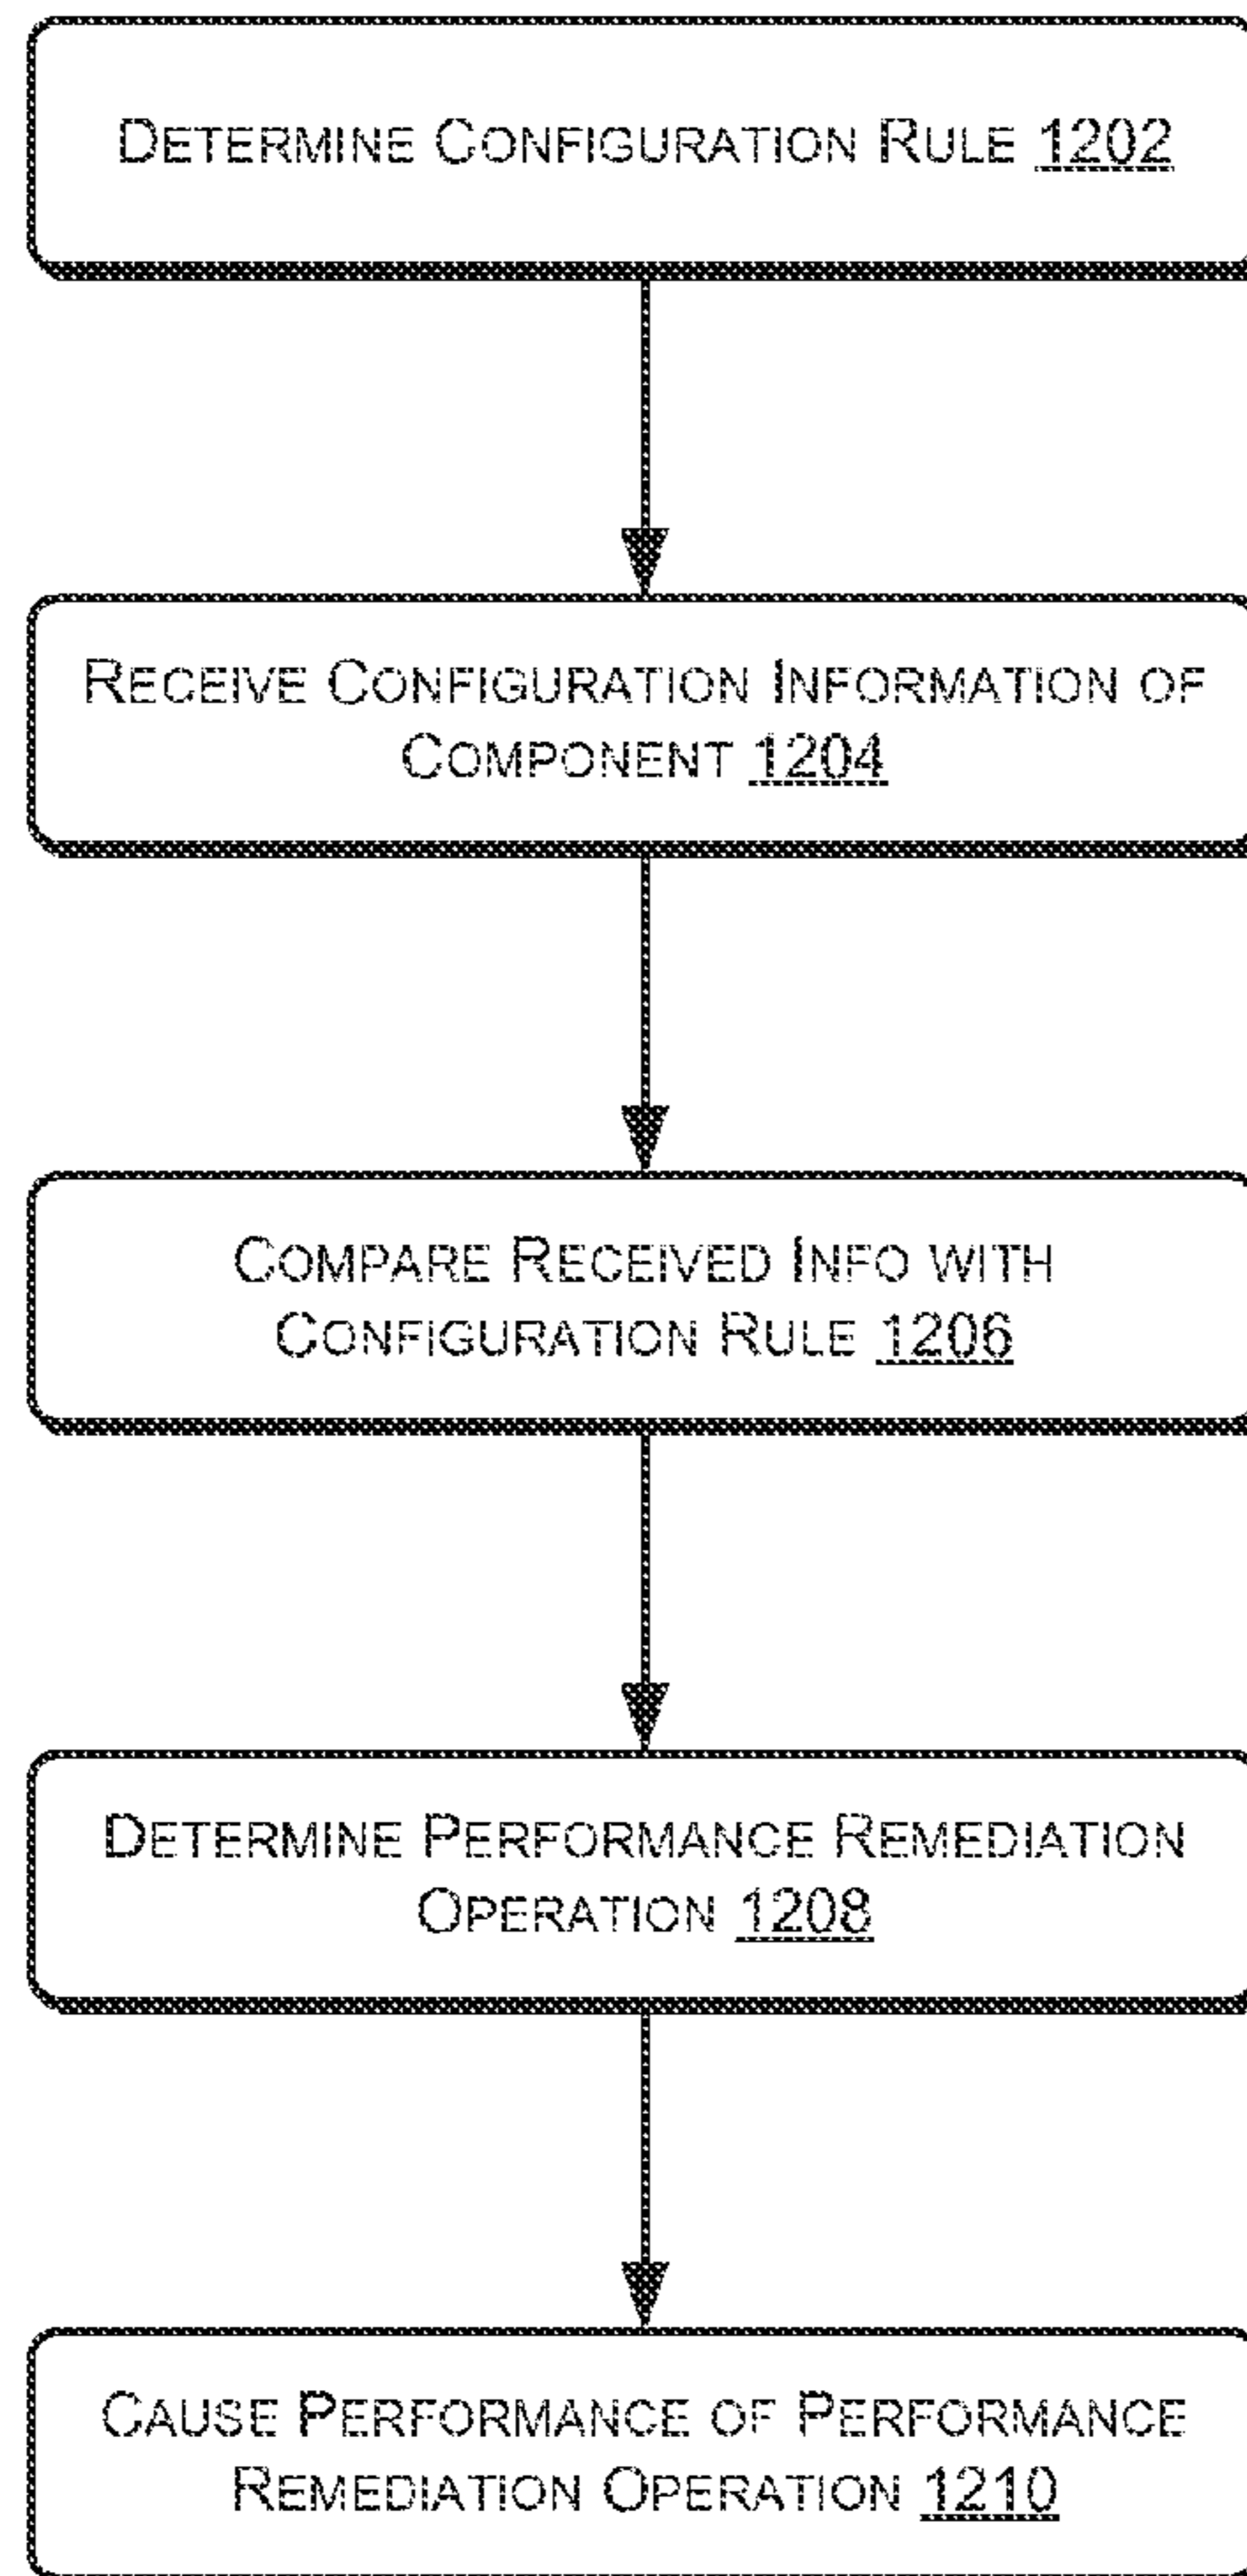 DETERMINE CONFIGURATION RULE 1202
RECEIVE CONFIGURATION INFORMATION OF
COMPONENT 1204
COMPARE RECEIVED INFO WITH
CONFIGURATION RULE 1206
DETERMINE PERFORMANCE REMEDIATION
OPERATION 1208
CAUSE PERFORMANCE OF PERFORMANCE
REMEDIATION OPERATION 1210